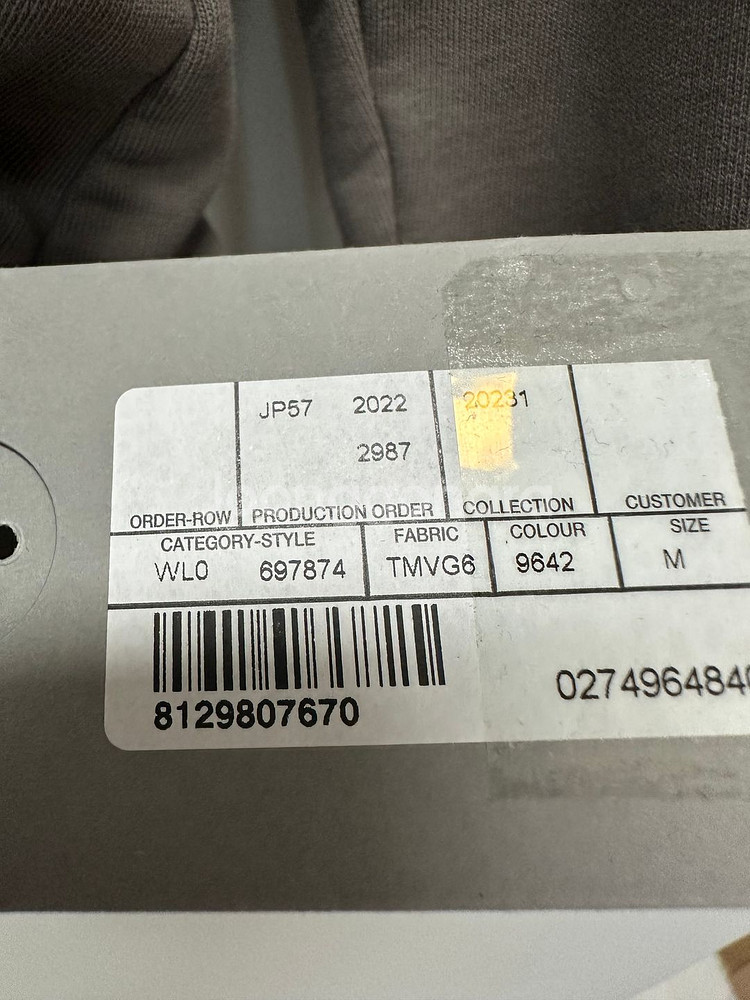 JP57 2022 20231
2987
ORDER-ROW PRODUCTION ORDER COLLECTION CUSTOMER
CATEGORY-STYLE FABRIC COLOUR SIZE
WL0 697874 TMVG6 9642 M
8129807670
0274964840